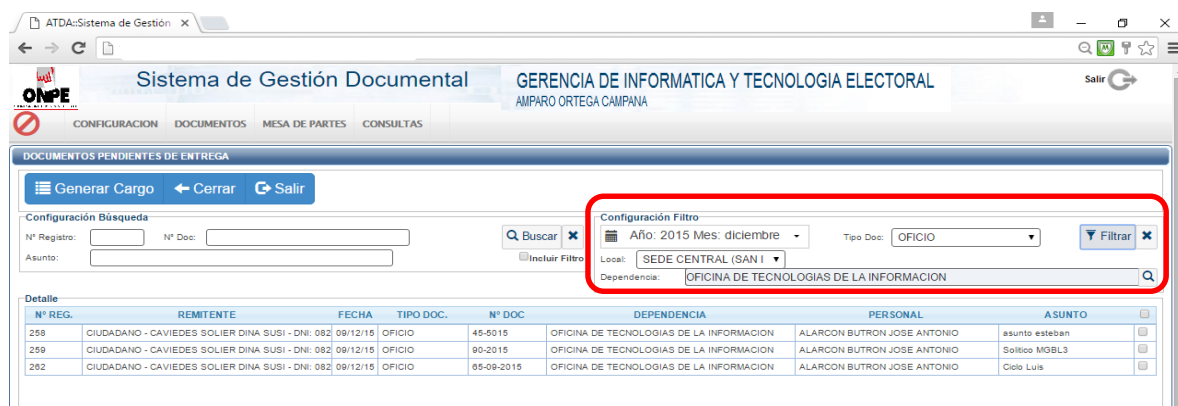 ATDA::Sistema de Gestión
ONPE
Sistema de Gestión Documental
GERENCIA DE INFORMATICA Y TECNOLOGIA ELECTORAL
AMPARO ORTEGA CAMPANA
Salir
CONFIGURACION DOCUMENTOS MESA DE PARTES CONSULTAS
DOCUMENTOS PENDIENTES DE ENTREGA
Generar Cargo Cerrar Salir
Configuración Búsqueda
N° Registro: N° Doc: Buscar
Asunto: Incluir Filtro
Configuración Filtro
Año: 2015 Mes: diciembre Tipo Doc: OFICIO Filtrar
Local: SEDE CENTRAL (SAN I
Dependencia: OFICINA DE TECNOLOGIAS DE LA INFORMACION
Detalle
N° REG. REMITENTE FECHA TIPO DOC. N° DOC DEPENDENCIA PERSONAL ASUNTO
258 CIUDADANO - CAVIEDES SOLIER DINA SUSI - DNI: 082 09/12/15 OFICIO 45-5015 OFICINA DE TECNOLOGIAS DE LA INFORMACION ALARCON BUTRON JOSE ANTONIO asunto esteban
259 CIUDADANO - CAVIEDES SOLIER DINA SUSI - DNI: 082 09/12/15 OFICIO 90-2015 OFICINA DE TECNOLOGIAS DE LA INFORMACION ALARCON BUTRON JOSE ANTONIO Solitico MGBL3
262 CIUDADANO - CAVIEDES SOLIER DINA SUSI - DNI: 082 09/12/15 OFICIO 65-09-2015 OFICINA DE TECNOLOGIAS DE LA INFORMACION ALARCON BUTRON JOSE ANTONIO Ciclo Luis